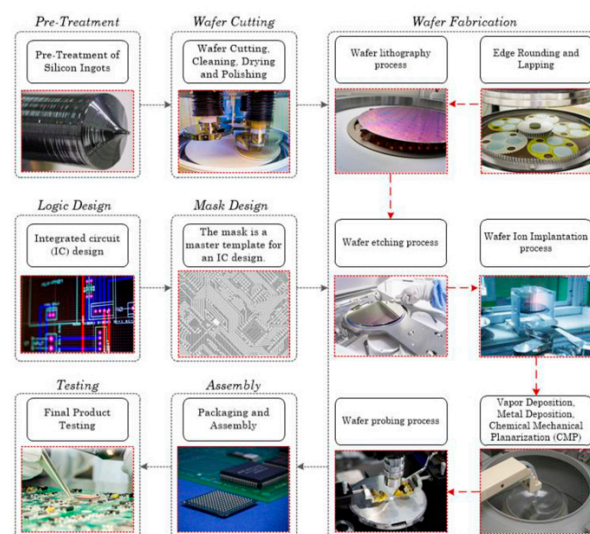 Pre-Treatment
Wafer Cutting
Wafer Fabrication
Pre-Treatment of
Silicon Ingots
Wafer Cutting,
Cleaning, Drying
and Polishing
Wafer lithography
process
Edge Rounding and
Lapping
Logic Design
Mask Design
Integrated circuit
(IC) design
The mask is a
master template for
an IC design.
Wafer etching process
Wafer Ion Implantation
process
Testing
Assembly
Final Product
Testing
Packaging and
Assembly
Wafer probing process
Vapor Deposition,
Metal Deposition,
Chemical Mechanical
Planarization (CMP)